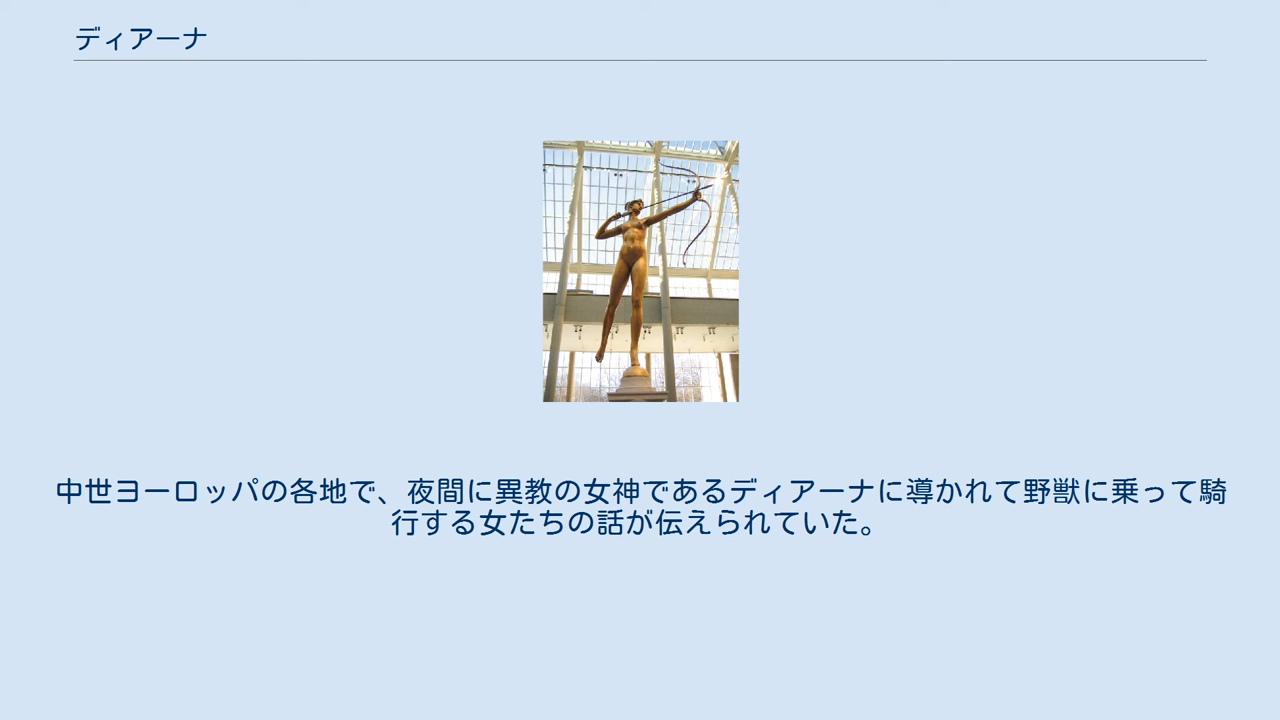 ディアーナ
中世ヨーロッパの各地で、夜間に異教の女神であるディアーナに導かれて野獣に乗って騎
行する女たちの話が伝えられていた。